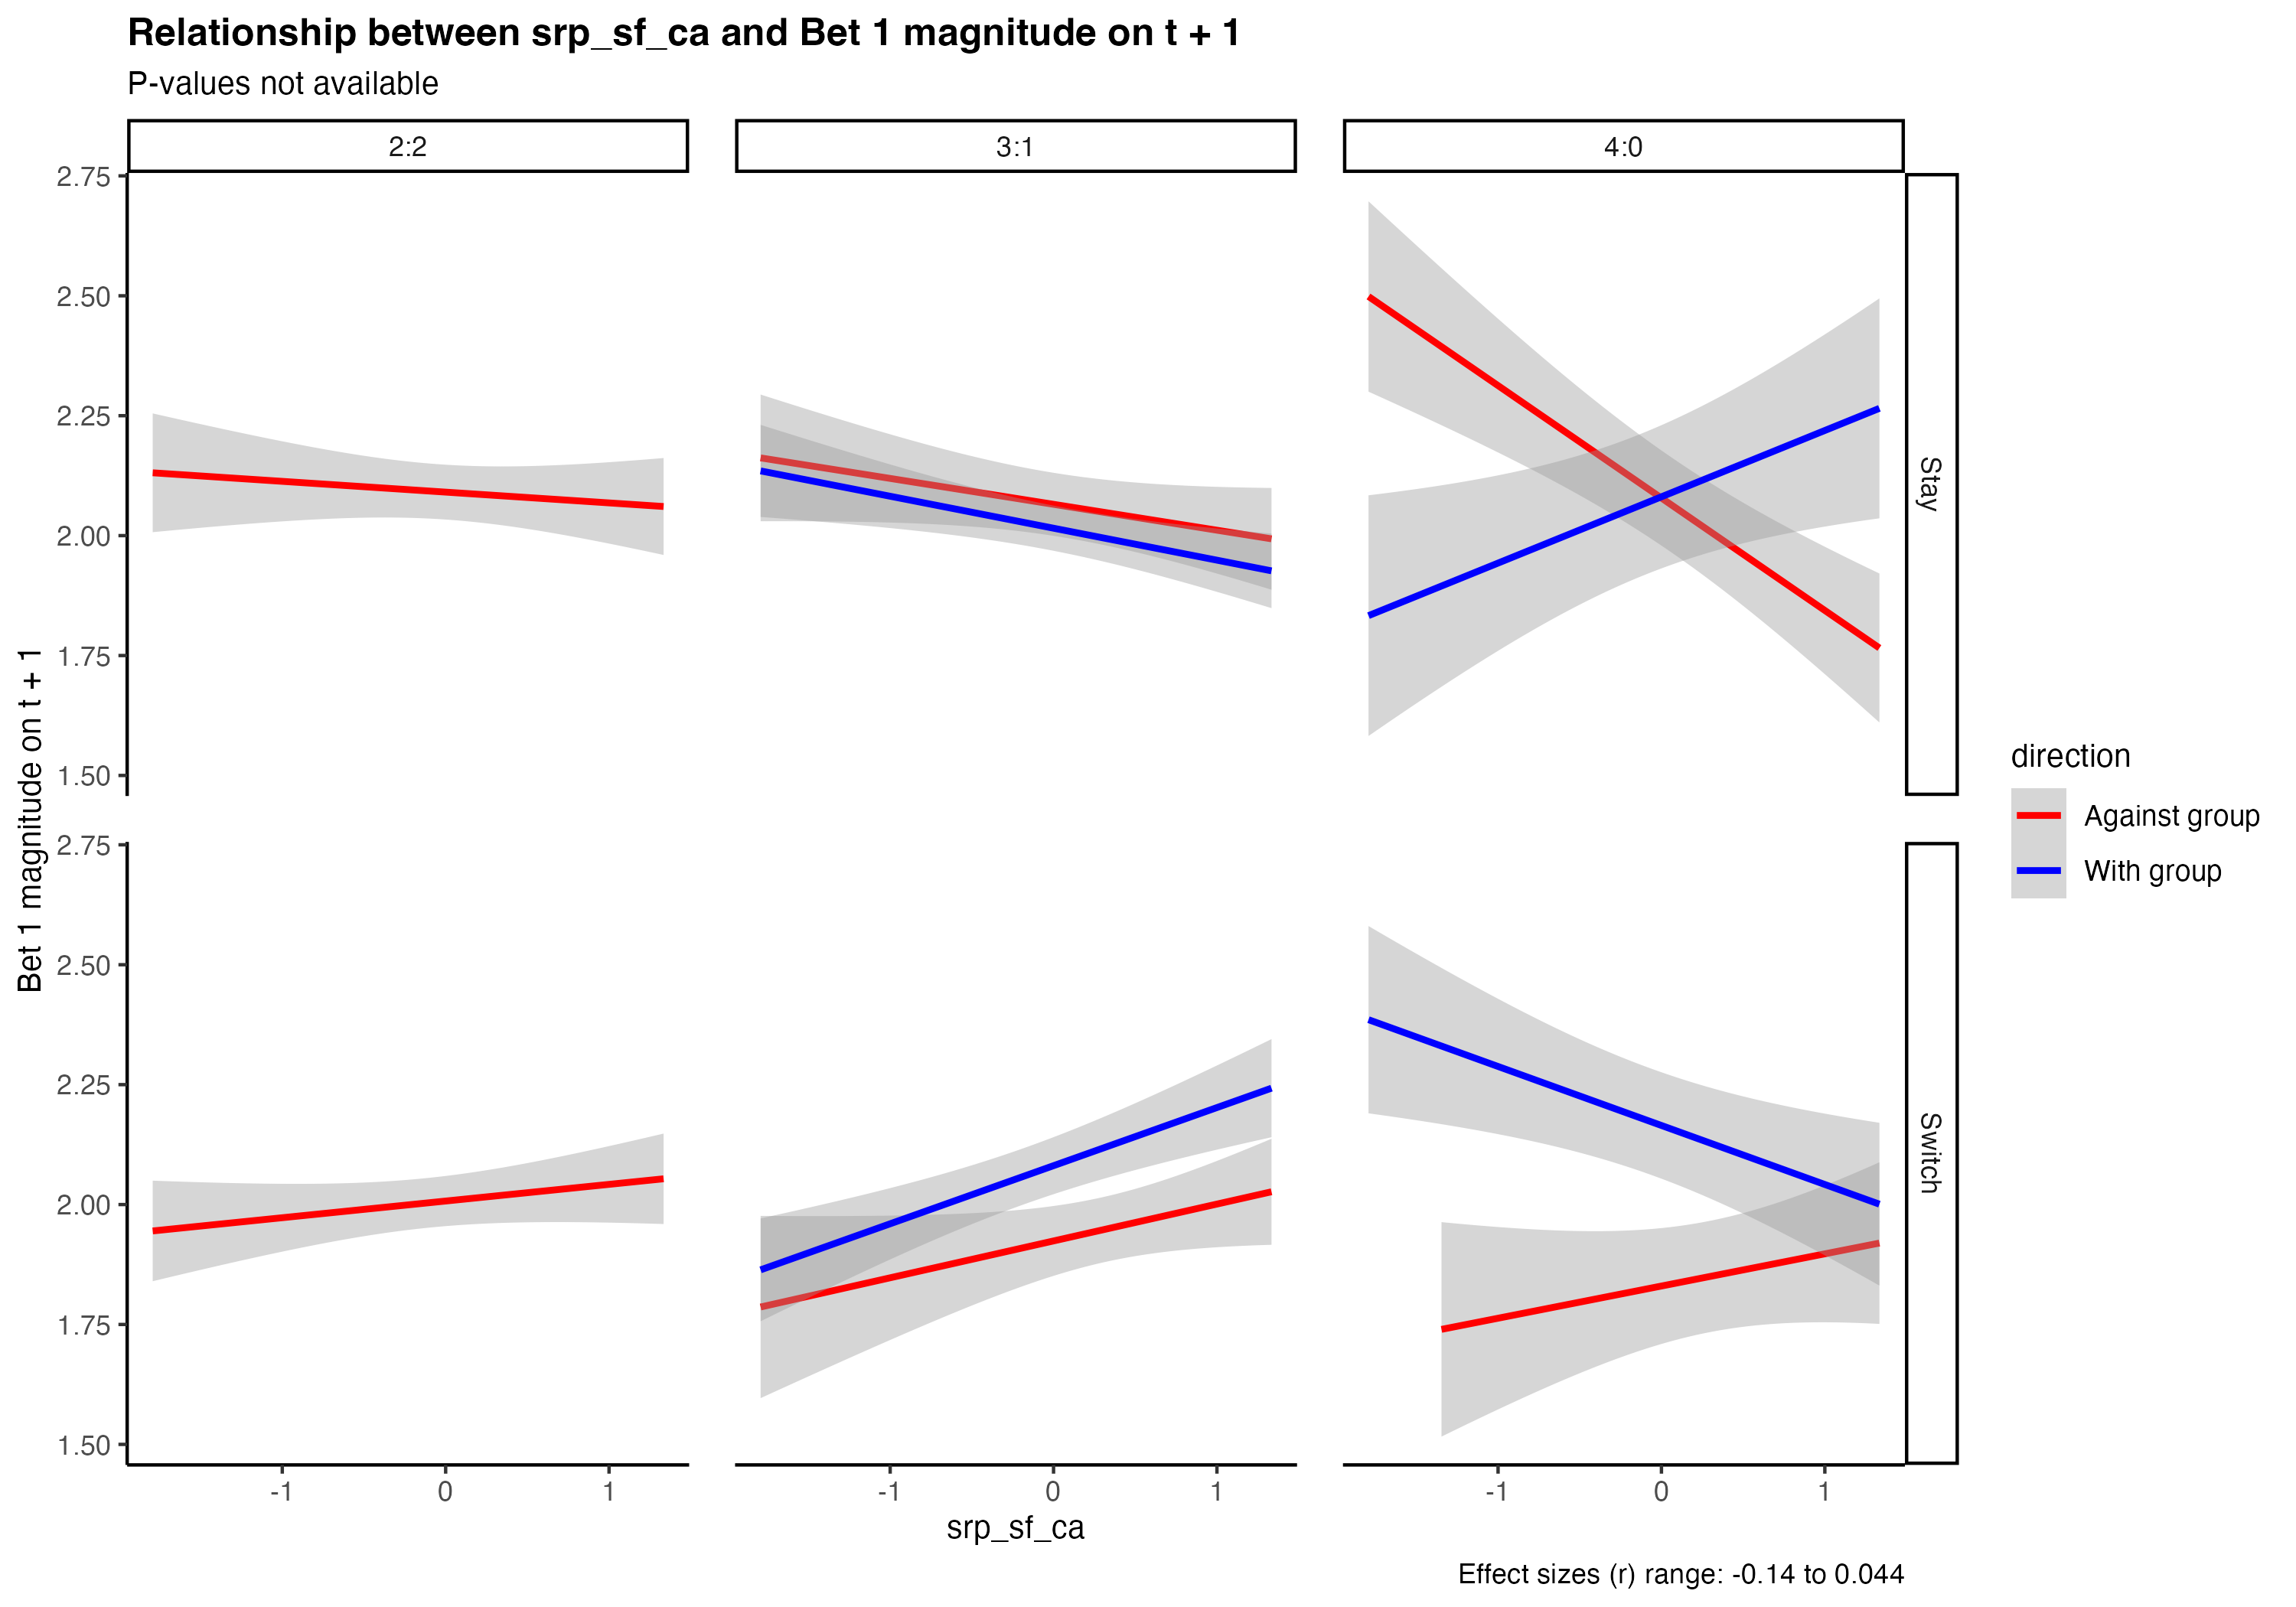 Relationship between srp_sf_ca and Bet 1 magnitude on t + 1
P-values not available
2:2
3:1
4:0
2.75
2.50
2.25
2.00
1.75
1.50
Stay
2.75
2.50
2.25
2.00
1.75
1.50
Switch
Bet 1 magnitude on t + 1
-1
0
1
-1
0
1
-1
0
1
srp_sf_ca
direction
Against group
With group
Effect sizes (r) range: -0.14 to 0.044